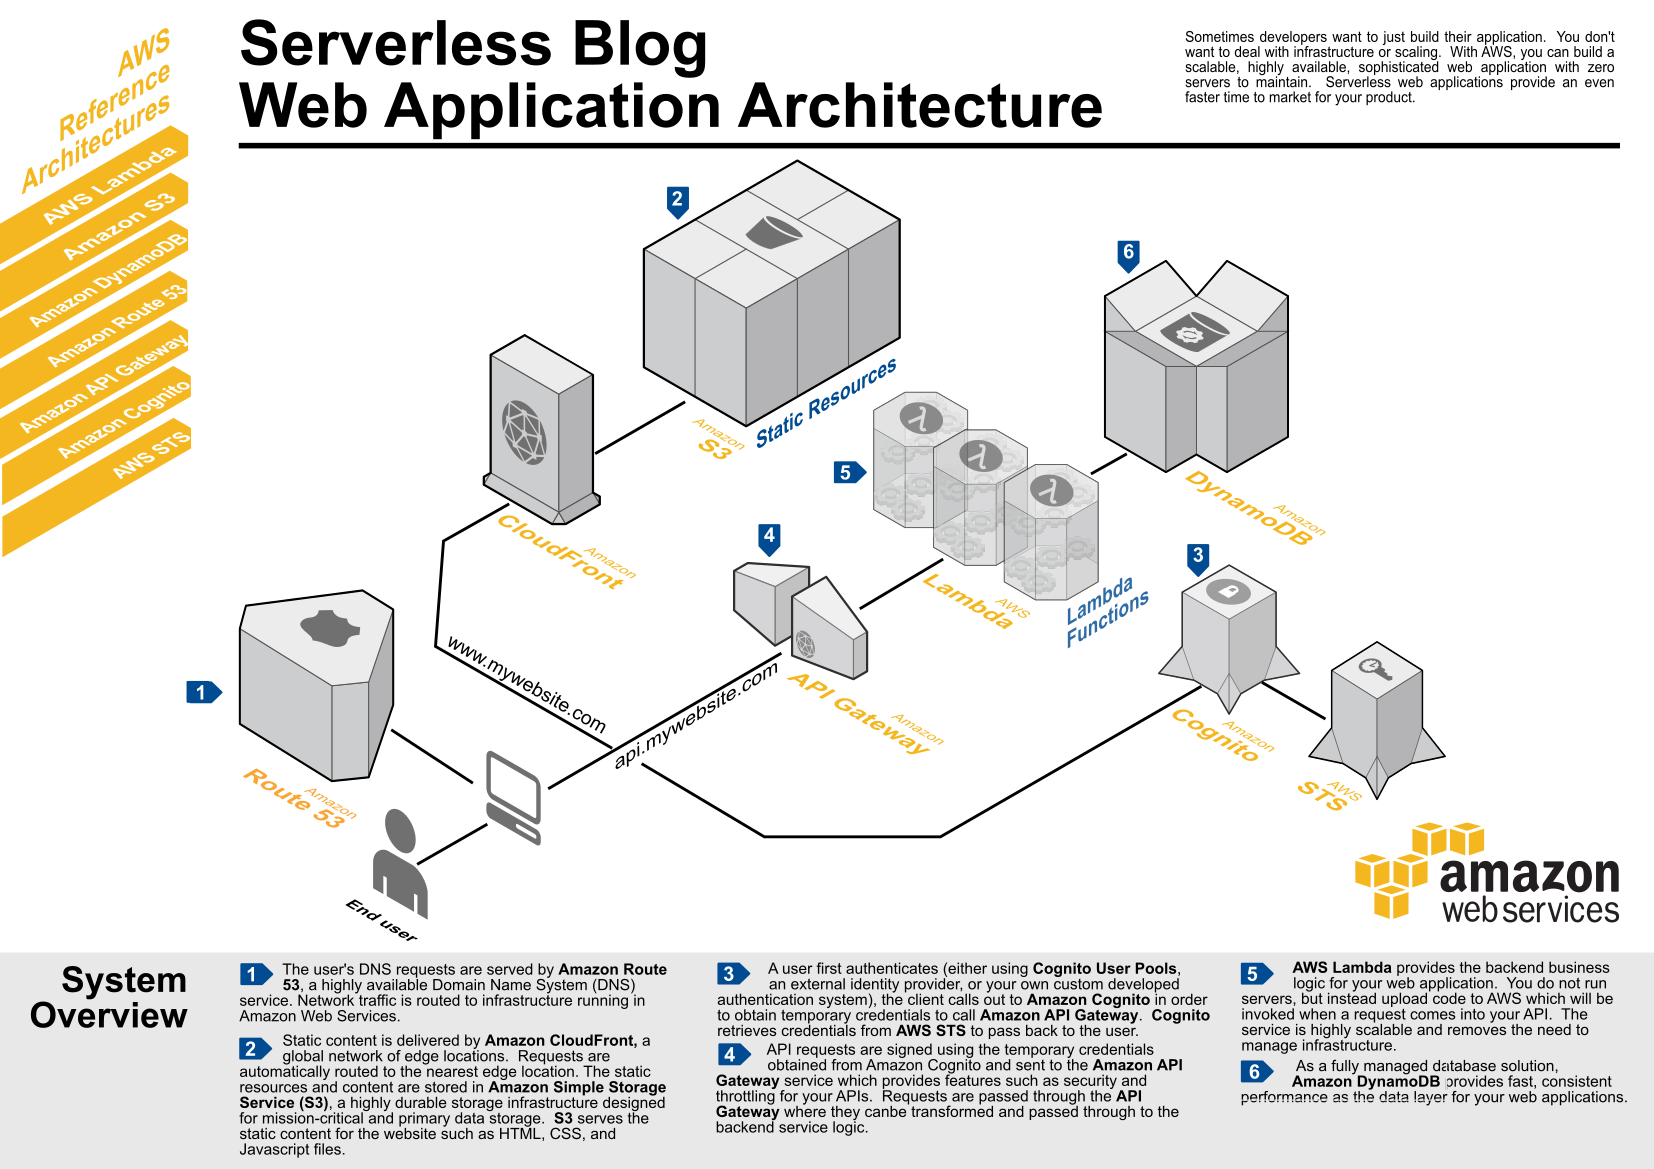 AWS
Reference
Architectures
AWS Lambda
Amazon S3
Amazon DynamoDB
Amazon Route 53
Amazon API Gateway
Amazon Cognito
AWS STS
Serverless Blog
Web Application Architecture
Sometimes developers want to just build their application. You don't
want to deal with infrastructure or scaling. With AWS, you can build a
scalable, highly available, sophisticated web application with zero
servers to maintain. Serverless web applications provide an even
faster time to market for your product.
2
Amazon
S3
Static Resources
6
Amazon
DynamoDB
5
λ
λ
λ
AWS
Lambda
Lambda
Functions
Amazon
CloudFront
4
Amazon
API Gateway
3
Amazon
Cognito
AWS
STS
1
Amazon
Route 53
www.mywebsite.com
api.mywebsite.com
End user
amazon
web services
System
Overview
1 The user's DNS requests are served by Amazon Route
53, a highly available Domain Name System (DNS)
service. Network traffic is routed to infrastructure running in
Amazon Web Services.
2 Static content is delivered by Amazon CloudFront, a
global network of edge locations. Requests are
automatically routed to the nearest edge location. The static
resources and content are stored in Amazon Simple Storage
Service (S3), a highly durable storage infrastructure designed
for mission-critical and primary data storage. S3 serves the
static content for the website such as HTML, CSS, and
Javascript files.
3 A user first authenticates (either using Cognito User Pools,
an external identity provider, or your own custom developed
authentication system), the client calls out to Amazon Cognito in order
to obtain temporary credentials to call Amazon API Gateway. Cognito
retrieves credentials from AWS STS to pass back to the user.
4 API requests are signed using the temporary credentials
obtained from Amazon Cognito and sent to the Amazon API
Gateway service which provides features such as security and
throttling for your APIs. Requests are passed through the API
Gateway where they canbe transformed and passed through to the
backend service logic.
5 AWS Lambda provides the backend business
logic for your web application. You do not run
servers, but instead upload code to AWS which will be
invoked when a request comes into your API. The
service is highly scalable and removes the need to
manage infrastructure.
6 As a fully managed database solution,
Amazon DynamoDB provides fast, consistent
performance as the data layer for your web applications.